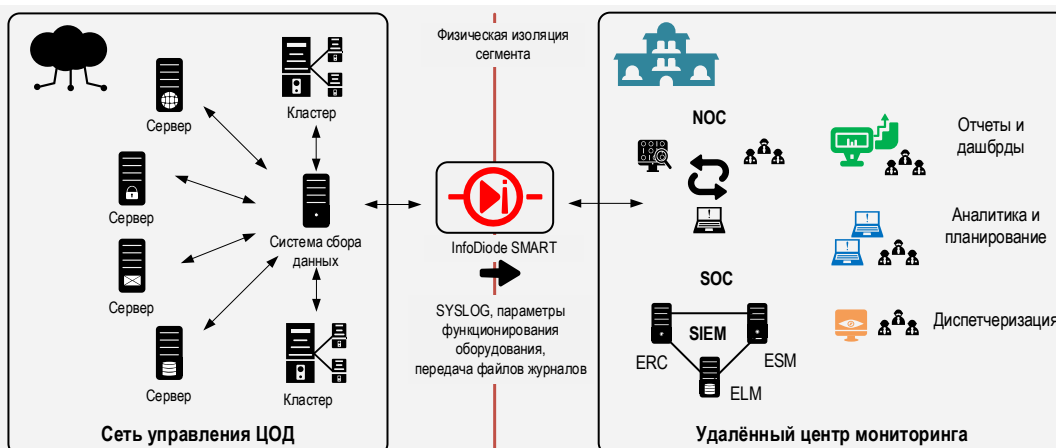 Сервер
Сервер
Сервер
Сервер
Кластер
Система сбора
данных
Кластер
Сеть управления ЦОД
Физическая изоляция
сегмента
InfoDiode SMART
SYSLOG, параметры
функционирования
оборудования,
передача файлов журналов
NOC
SOC
SIEM
ERC
ESM
ELM
Отчеты и
дашбрды
Аналитика и
планирование
Диспетчеризация
Удалённый центр мониторинга